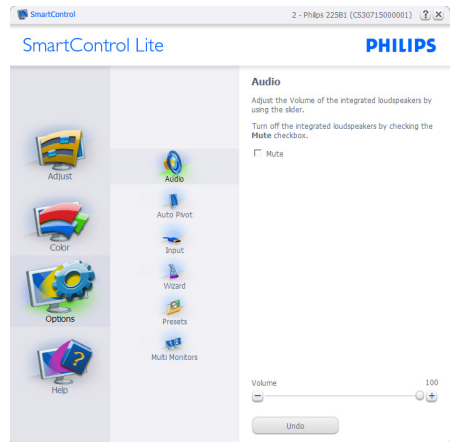 SmartControl
2 - Philips 225B1 (CS30715000001) ? X
SmartControl Lite
PHILIPS
Adjust
Color
Options
Help
Audio
Auto Pivot
Input
Wizard
Presets
Multi Monitors
Audio
Adjust the Volume of the integrated loudspeakers by
using the slider.
Turn off the integrated loudspeakers by checking the
Mute checkbox.
Mute
Volume 100
Undo